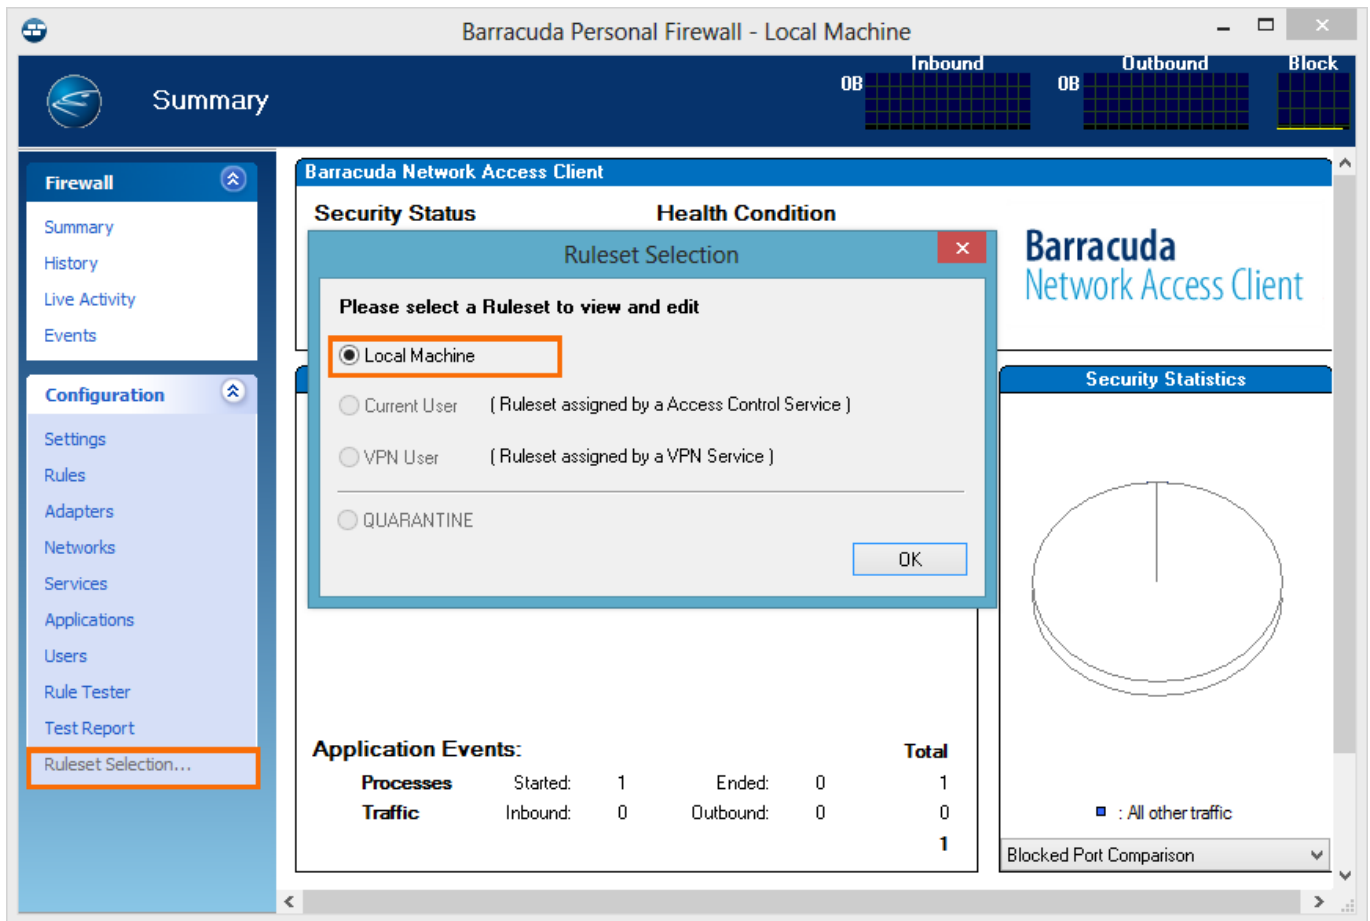 Barracuda Personal Firewall - Local Machine
Summary
Inbound
Outbound
Block
0B
0B
Firewall
Summary
History
Live Activity
Events
Configuration
Settings
Rules
Adapters
Networks
Services
Applications
Users
Rule Tester
Test Report
Ruleset Selection...
Barracuda Network Access Client
Security Status Health Condition
Barracuda
Network Access Client
Ruleset Selection
Please select a Ruleset to view and edit
Local Machine
Current User ( Ruleset assigned by a Access Control Service )
VPN User ( Ruleset assigned by a VPN Service )
QUARANTINE
OK
Security Statistics
Application Events: Total
Processes Started: 1 Ended: 0 1
Traffic Inbound: 0 Outbound: 0 0
1
: All other traffic
Blocked Port Comparison